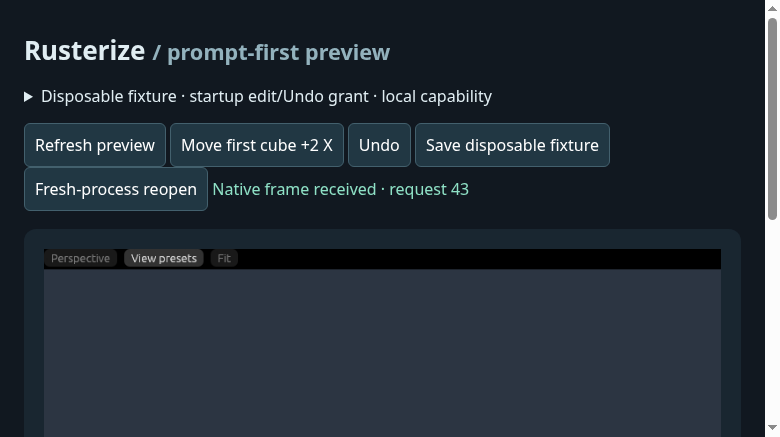 Rusterize / prompt-first preview
▶ Disposable fixture · startup edit/Undo grant · local capability
Refresh preview Move first cube +2 X Undo Save disposable fixture
Fresh-process reopen Native frame received · request 43
Perspective View presets Fit